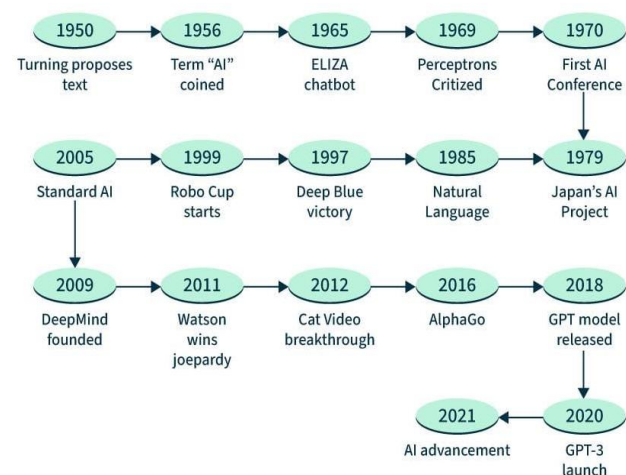 1950
Turning proposes
text
1956
Term “AI”
coined
1965
ELIZA
chatbot
1969
Perceptrons
Critized
1970
First AI
Conference
2005
Standard AI
1999
Robo Cup
starts
1997
Deep Blue
victory
1985
Natural
Language
1979
Japan’s AI
Project
2009
DeepMind
founded
2011
Watson
wins
joepardy
2012
Cat Video
breakthrough
2016
AlphaGo
2018
GPT model
released
2021
AI advancement
2020
GPT-3
launch